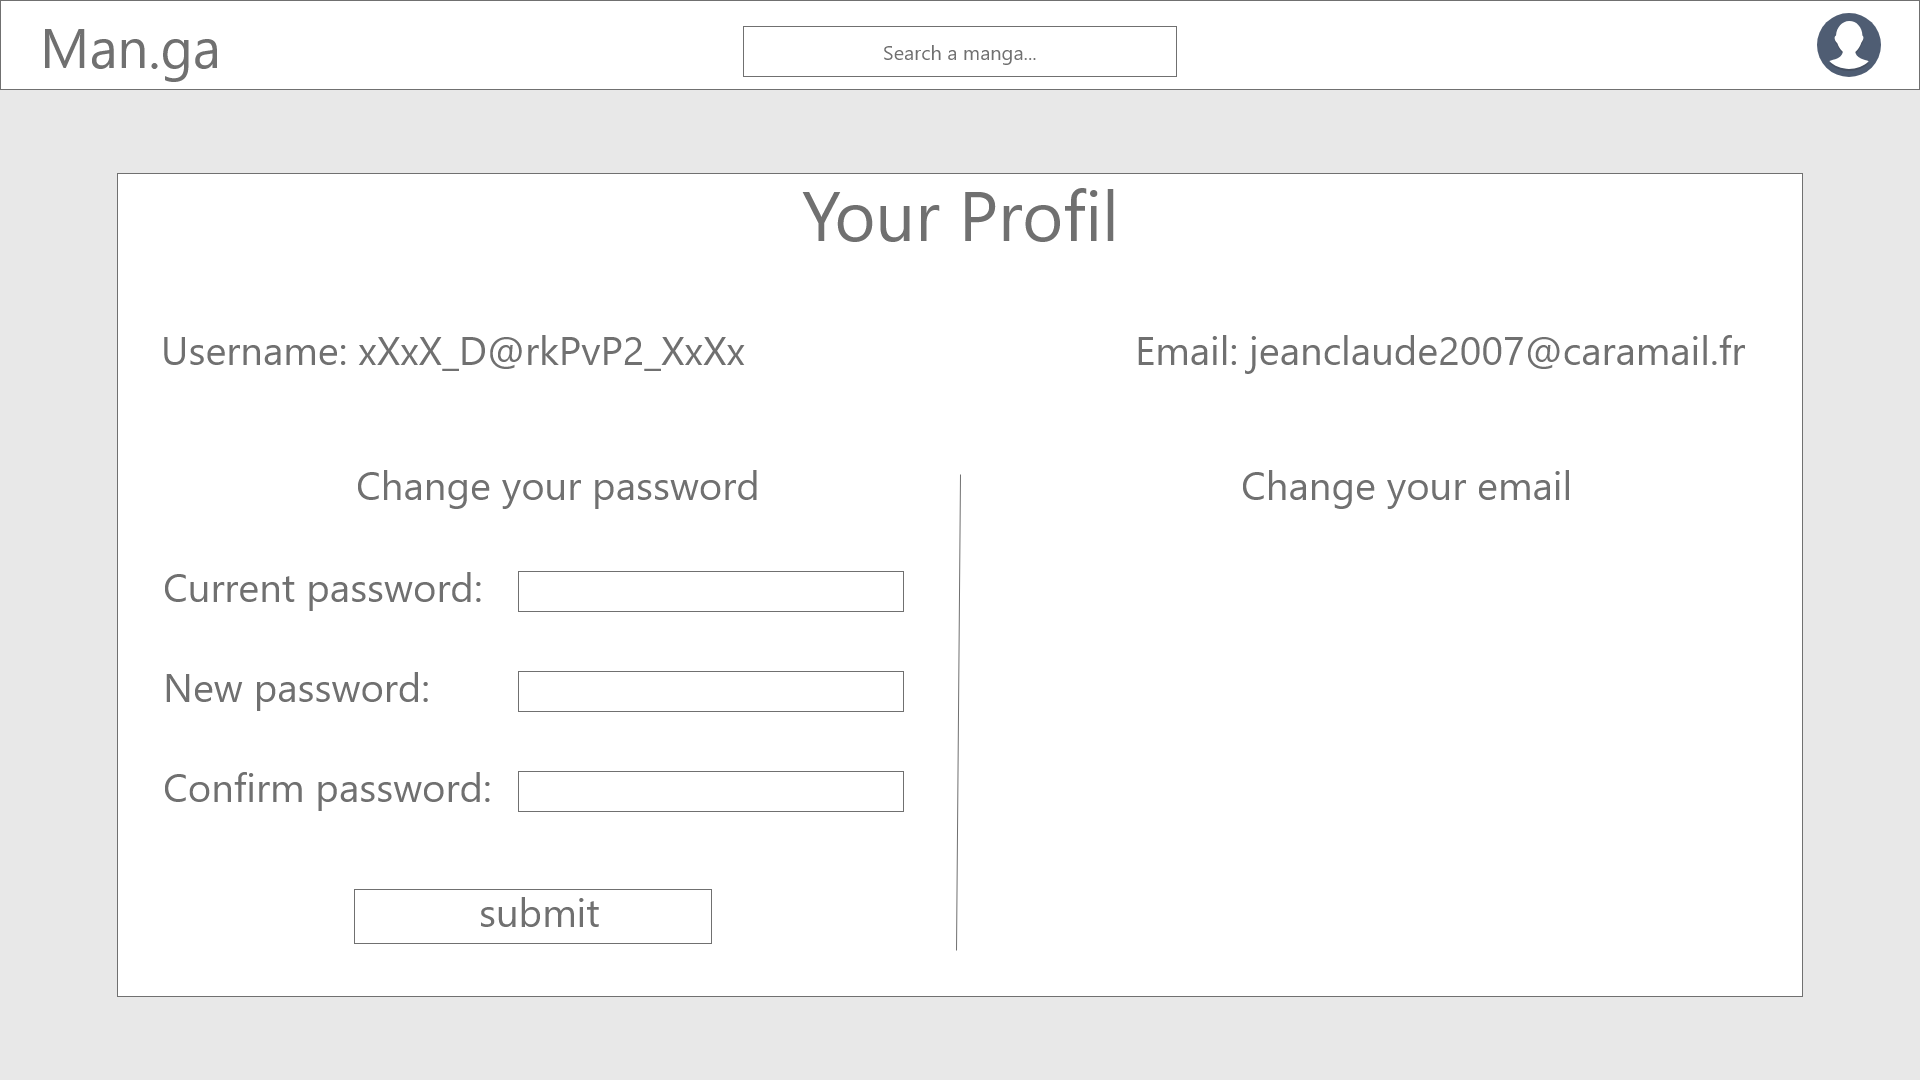 Man.ga
Search a manga...
Your Profil
Username: xXxX_D@rkPvP2_XxXx
Email: jeanclaude2007@caramail.fr
Change your password
Change your email
Current password:
New password:
Confirm password:
submit